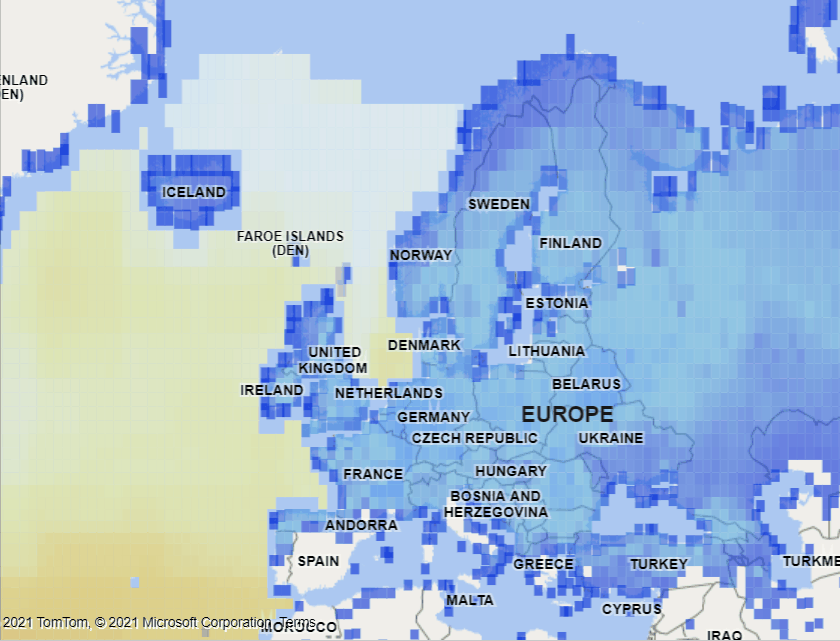 ENLAND
EN)
ICELAND
SWEDEN
FAROE ISLANDS
(DEN)
FINLAND
NORWAY
ESTONIA
DENMARK
LITHUANIA
UNITED
KINGDOM
IRELAND
NETHERLANDS
BELARUS
GERMANY
EUROPE
CZECH REPUBLIC
UKRAINE
FRANCE
HUNGARY
BOSNIA AND
HERZEGOVINA
ANDORRA
SPAIN
GREECE
TURKEY
TURKME
MALTA
CYPRUS
2021 TomTom, © 2021 Microsoft Corporation, Terms
MOROCCO
IRAQ